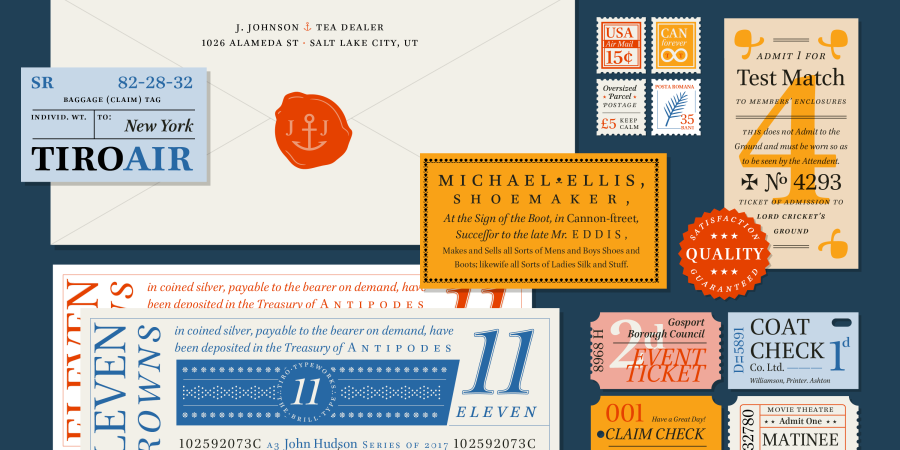 J. JOHNSON ⚓ TEA DEALER
1026 ALAMEDA ST · SALT LAKE CITY, UT
SR 82-28-32
BAGGAGE (CLAIM) TAG
INDIVID. WT. TO: New York
TIROAIR
J J
MICHAEL ELLIS,
SHOEMAKER,
At the Sign of the Boot, in Cannon-ſtreet,
Succeſſor to the late Mr. EDDIS,
Makes and Sells all Sorts of Mens and Boys Shoes and
Boots; likewiſe all Sorts of Ladies Silk and Stuff.
USA
Air Mail
15¢
CAN
forever
Oversized
Parcel
POSTAGE
£5 KEEP
CALM
POSTA ROMANA
35
ADMIT 1 FOR
Test Match
TO MEMBERS' ENCLOSURES
4
THIS does not Admit to the
Ground and must be worn so as
to be seen by the Attendent.
✠ № 4293
TICKET OF ADMISSION TO
LORD CRICKET'S
GROUND
SATISFACTION
QUALITY
GUARANTEED
ELEVEN
in coined silver, payable to the bearer on demand, have
been deposited in the Treasury of ANTIPODES
11
in coined silver, payable to the bearer on demand, have
been deposited in the Treasury of ANTIPODES
11
ELEVEN
TIRO·TYPEWORKS
11
THE·BRILL·TYPE
102592073C A3 John Hudson SERIES OF 2017 102592073C
8968 H
2d
Gosport
Borough Council
EVENT
TICKET
COAT
CHECK
Co. Ltd.
1d
Williamson, Printer. Ashton
001 Have a Great Day!
CLAIM CHECK
32780
MOVIE THEATRE
Admit One
MATINEE